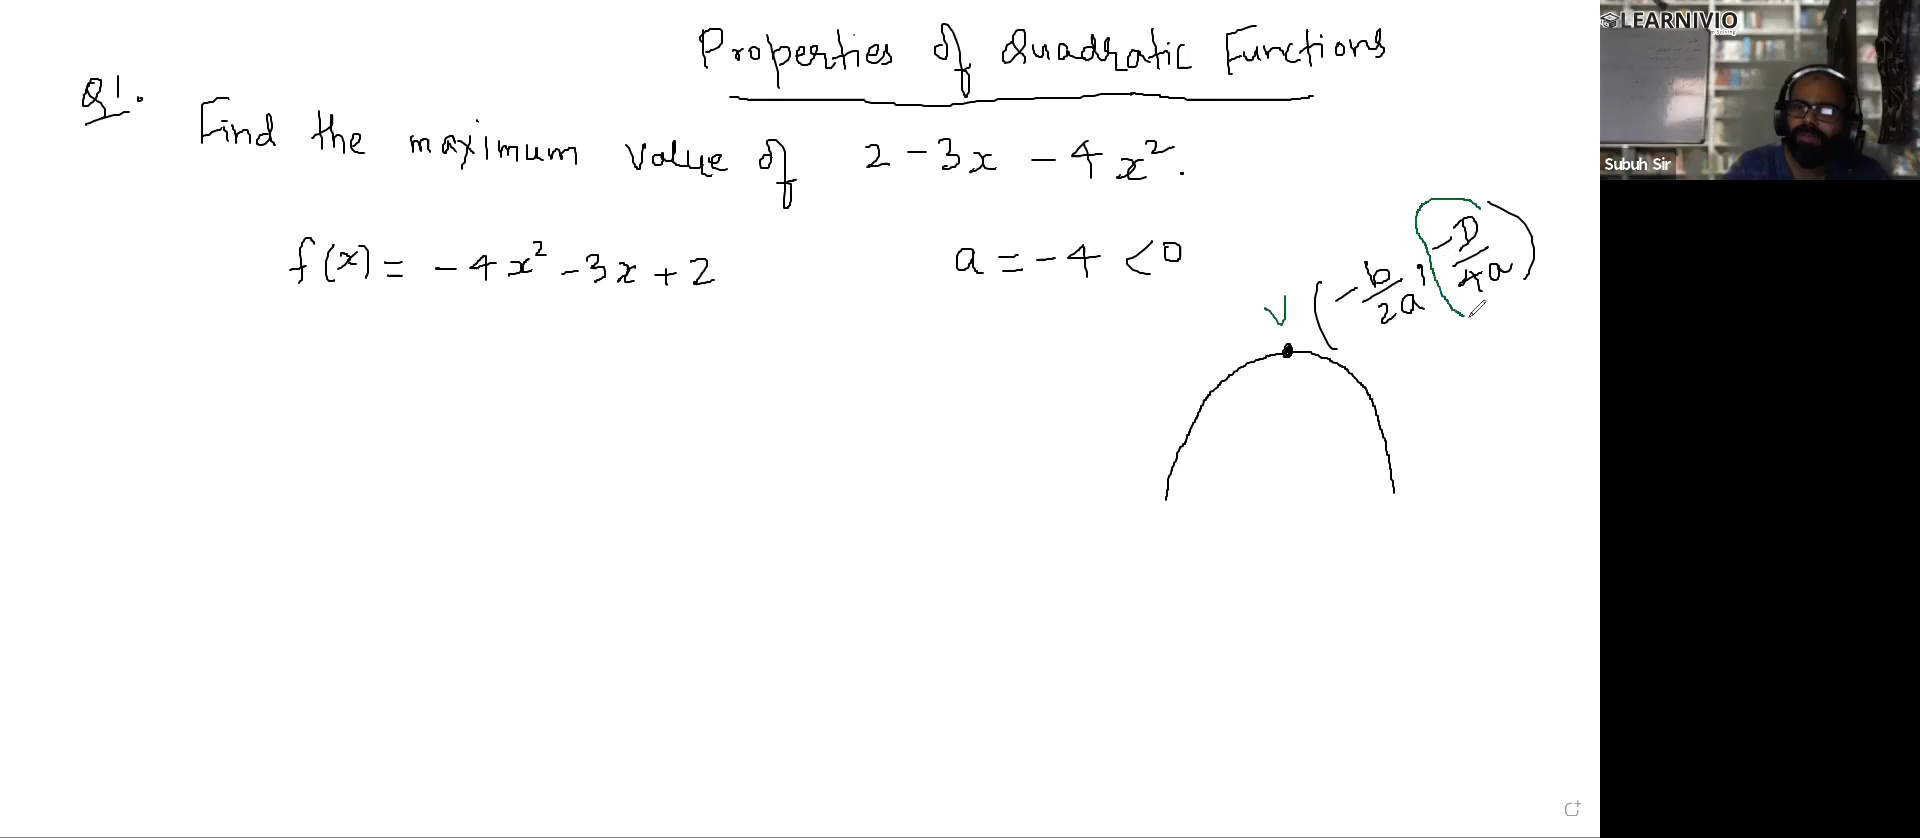 Properties of Quadratic Functions
Q1. Find the maximum value of 2 - 3x - 4x².
f(x) = -4x² - 3x + 2
a = -4 < 0
V (-b/2a, -D/4a)
LEARNIVIO
Subuh Sir